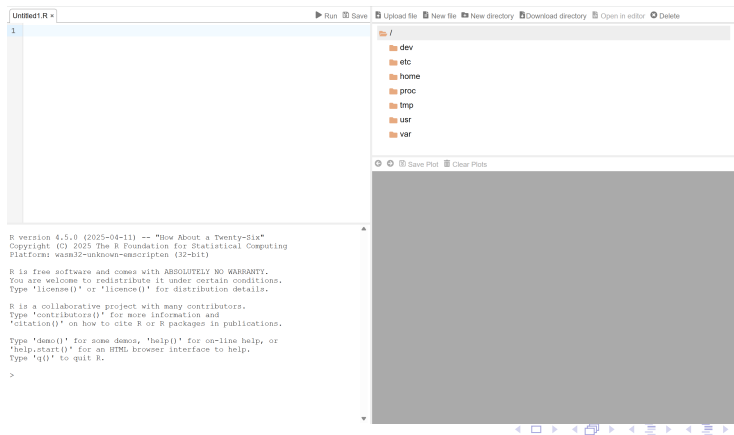 Untitled1.R ×
Run Save
1
Upload file New file New directory Download directory Open in editor Delete
/
dev
etc
home
proc
tmp
usr
var
Save Plot Clear Plots
R version 4.5.0 (2025-04-11) -- "How About a Twenty-Six"
Copyright (C) 2025 The R Foundation for Statistical Computing
Platform: wasm32-unknown-emscripten (32-bit)
R is free software and comes with ABSOLUTELY NO WARRANTY.
You are welcome to redistribute it under certain conditions.
Type 'license()' or 'licence()' for distribution details.
R is a collaborative project with many contributors.
Type 'contributors()' for more information and
'citation()' on how to cite R or R packages in publications.
Type 'demo()' for some demos, 'help()' for on-line help, or
'help.start()' for an HTML browser interface to help.
Type 'q()' to quit R.
>